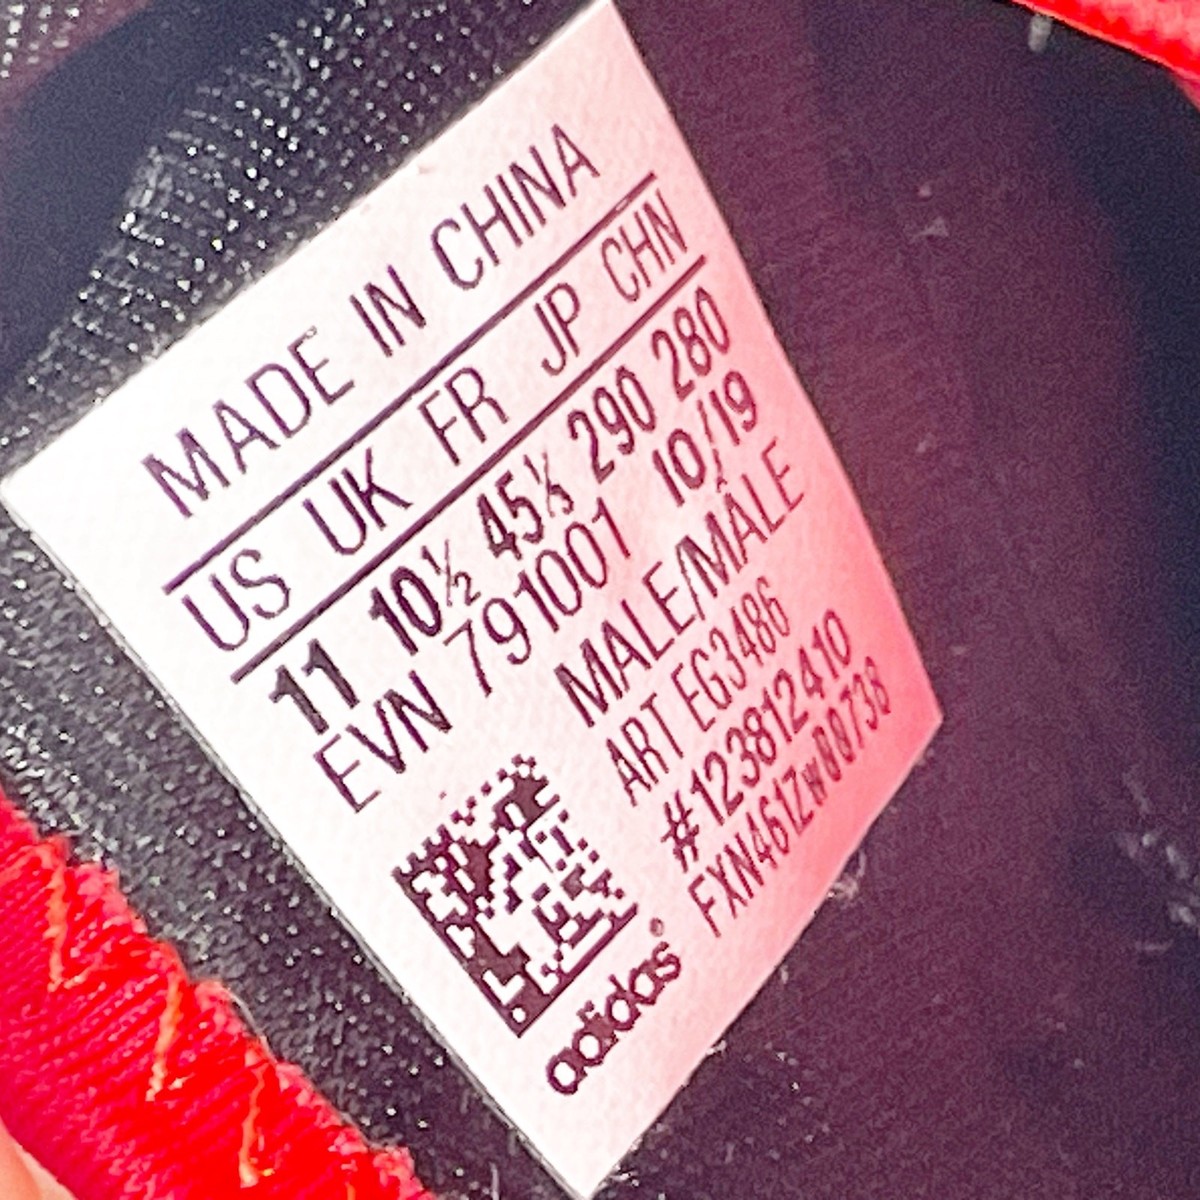 MADE IN CHINA
US UK FR JP CHN
11 10½ 45⅓ 290 280
EVN 791001 10/19
MALE/MÂLE
ART EG3486
#123812410
FXN461ZW00738
adidas®